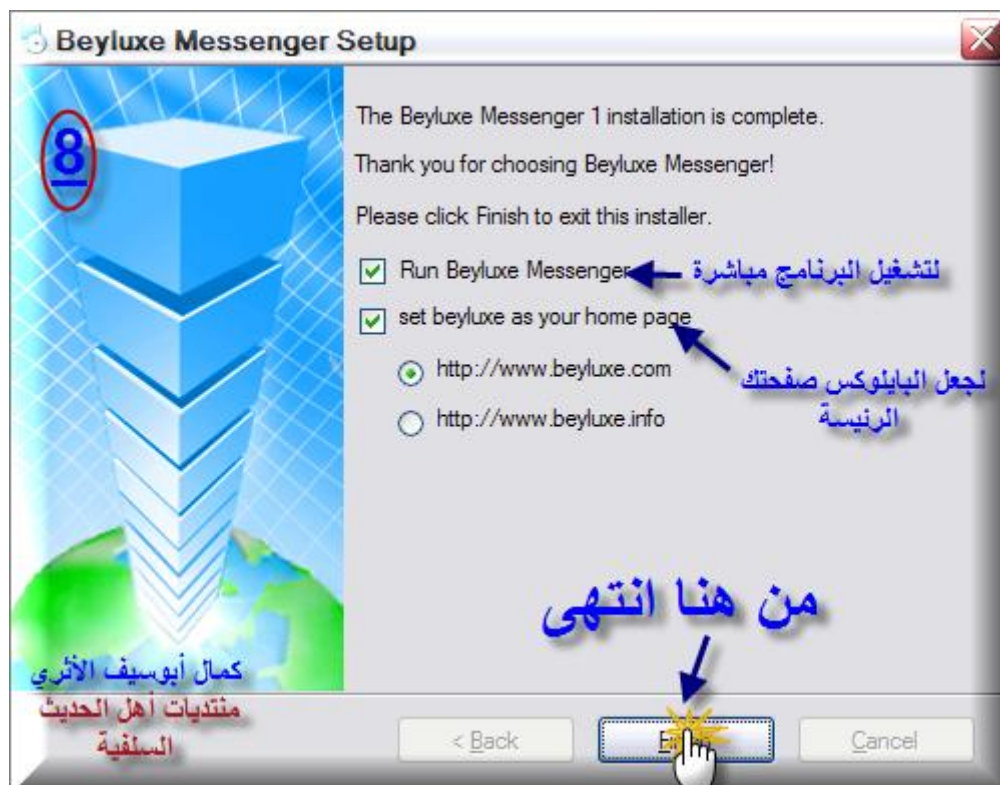 Beyluxe Messenger Setup
8
The Beyluxe Messenger 1 installation is complete.
Thank you for choosing Beyluxe Messenger!
Please click Finish to exit this installer.
Run Beyluxe Messenger
لتشغيل البرنامج مباشرة
set beyluxe as your home page
http://www.beyluxe.com
لجعل البايلوكس صفحتك
الرئيسة
http://www.beyluxe.info
من هنا انتهى
كمال أبوسيف الأثري
منتديات أهل الحديث
السلفية
< Back
Finish
Cancel